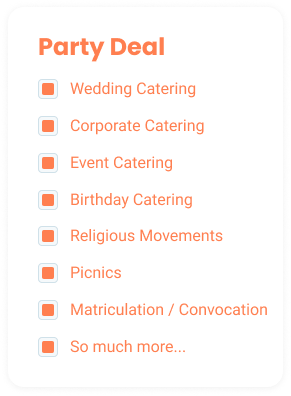 Party Deal
Wedding Catering
Corporate Catering
Event Catering
Birthday Catering
Religious Movements
Picnics
Matriculation / Convocation
So much more...